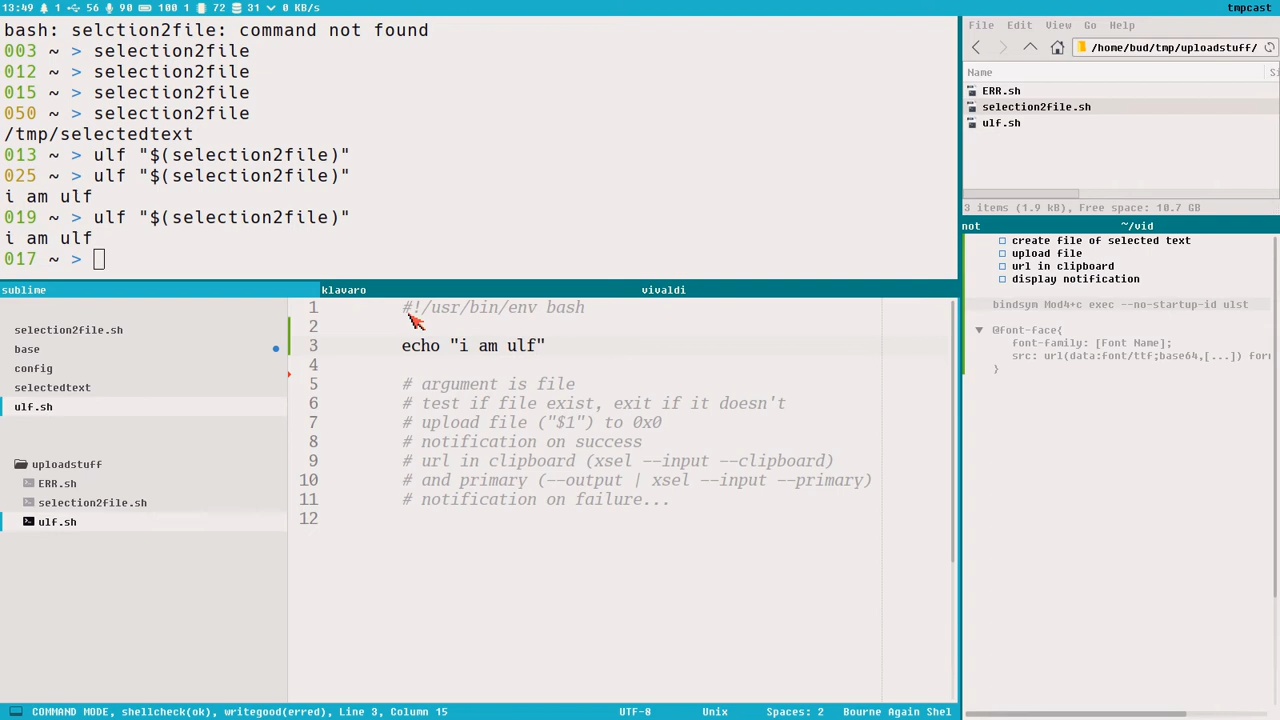 13:49 1 56 90 100 1 72 31 0 KB/s tmpcast
bash: selction2file: command not found
003 ~ > selection2file
012 ~ > selection2file
015 ~ > selection2file
050 ~ > selection2file
/tmp/selectedtext
013 ~ > ulf "$(selection2file)"
025 ~ > ulf "$(selection2file)"
i am ulf
019 ~ > ulf "$(selection2file)"
i am ulf
017 ~ >
File Edit View Go Help
/home/bud/tmp/uploadstuff/
Name Si
ERR.sh
selection2file.sh
ulf.sh
3 items (1.9 kB), Free space: 10.7 GB
not ~/vid
create file of selected text
upload file
url in clipboard
display notification
bindsym Mod4+c exec --no-startup-id ulst
@font-face{
font-family: [Font Name];
src: url(data:font/ttf;base64,[...]) for
}
sublime klavaro vivaldi
selection2file.sh
base
config
selectedtext
ulf.sh
uploadstuff
ERR.sh
selection2file.sh
ulf.sh
1 #!/usr/bin/env bash
2
3 echo "i am ulf"
4
5 # argument is file
6 # test if file exist, exit if it doesn't
7 # upload file ("$1") to 0x0
8 # notification on success
9 # url in clipboard (xsel --input --clipboard)
10 # and primary (--output | xsel --input --primary)
11 # notification on failure...
12
COMMAND MODE, shellcheck(ok), writegood(erred), Line 3, Column 15 UTF-8 Unix Spaces: 2 Bourne Again Shel